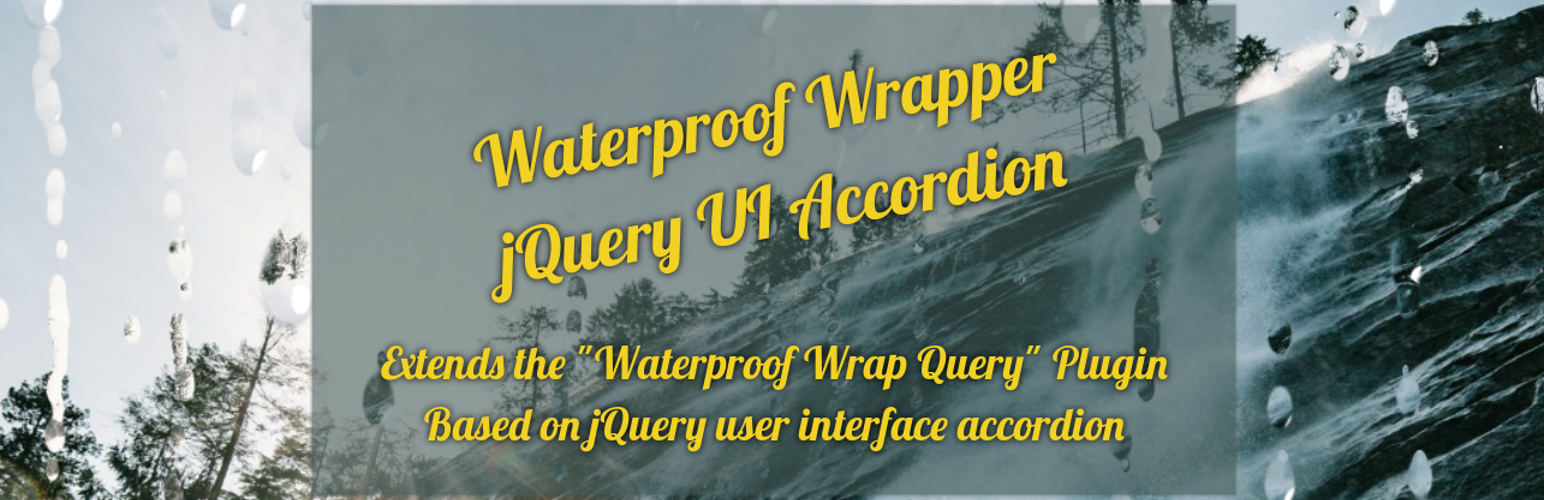 Waterproof Wrapper
jQuery UI Accordion
Extends the "Waterproof Wrap Query" Plugin
Based on jQuery user interface accordion